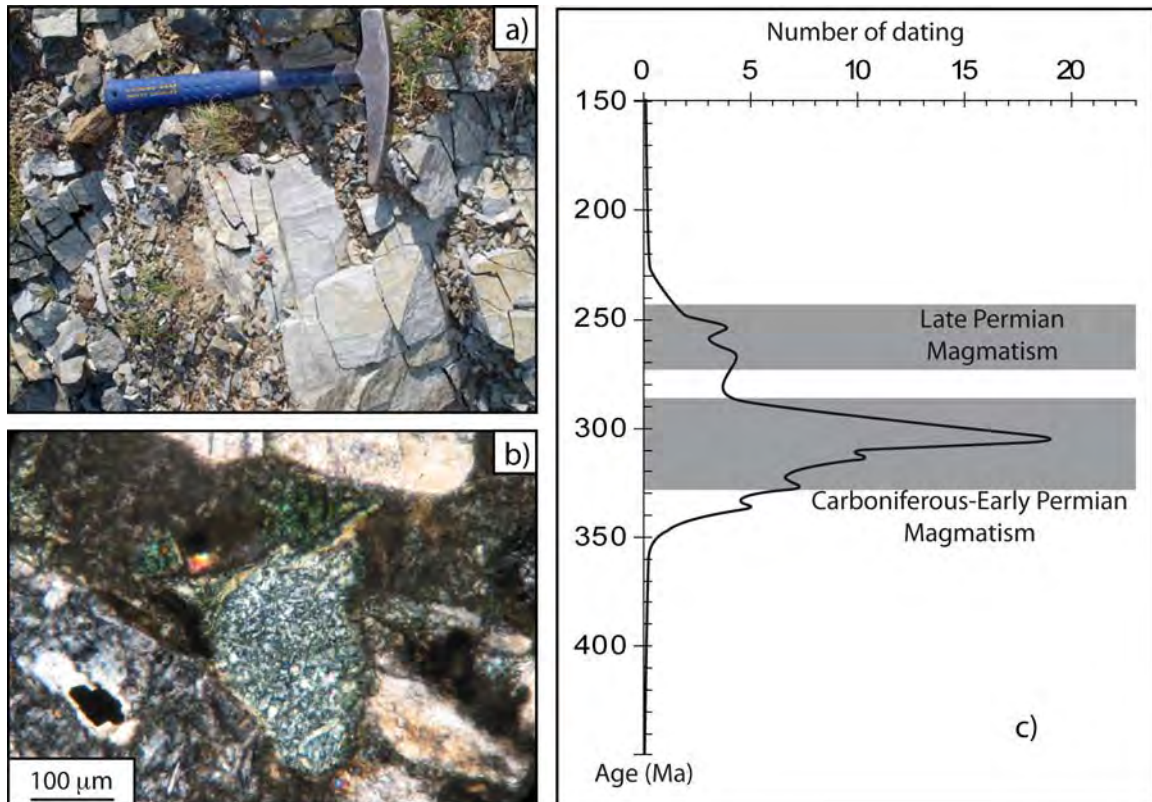 a)
b)
100 μm
Number of dating
0 5 10 15 20
150
200
250
Late Permian
Magmatism
300
Carboniferous-Early Permian
Magmatism
350
400
Age (Ma)
c)